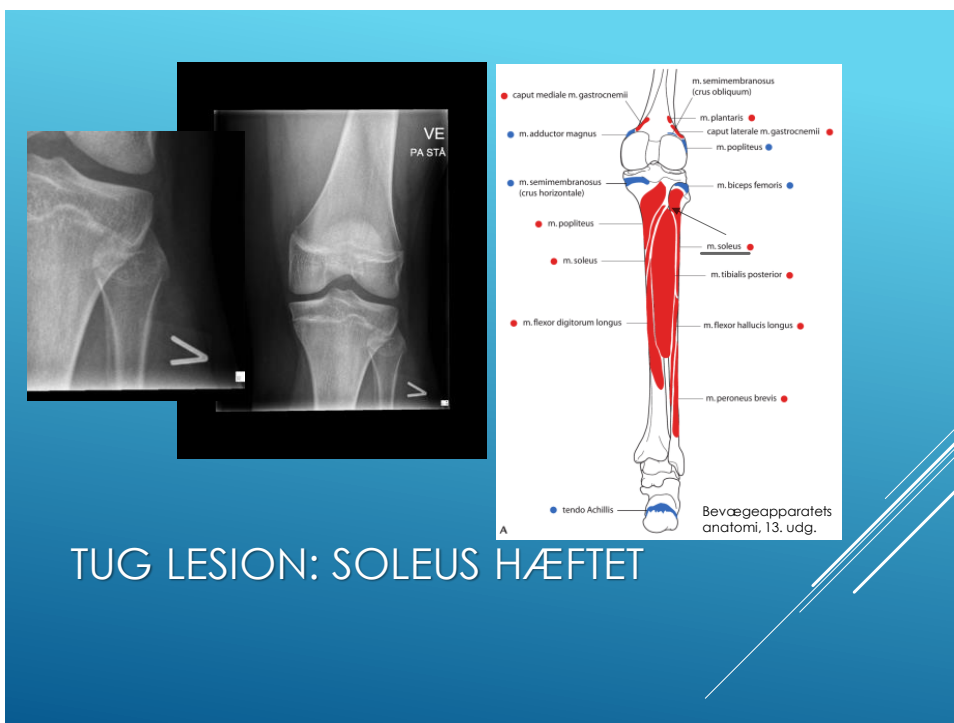 VE
PA STÅ
V
V
caput mediale m. gastrocnemii
m. adductor magnus
m. semimembranosus
(crus horizontale)
m. popliteus
m. soleus
m. flexor digitorum longus
tendo Achillis
A
m. semimembranosus
(crus obliquum)
m. plantaris
caput laterale m. gastrocnemii
m. popliteus
m. biceps femoris
m. soleus
m. tibialis posterior
m. flexor hallucis longus
m. peroneus brevis
Bevægeapparatets
anatomi, 13. udg.
TUG LESION: SOLEUS HÆFTET